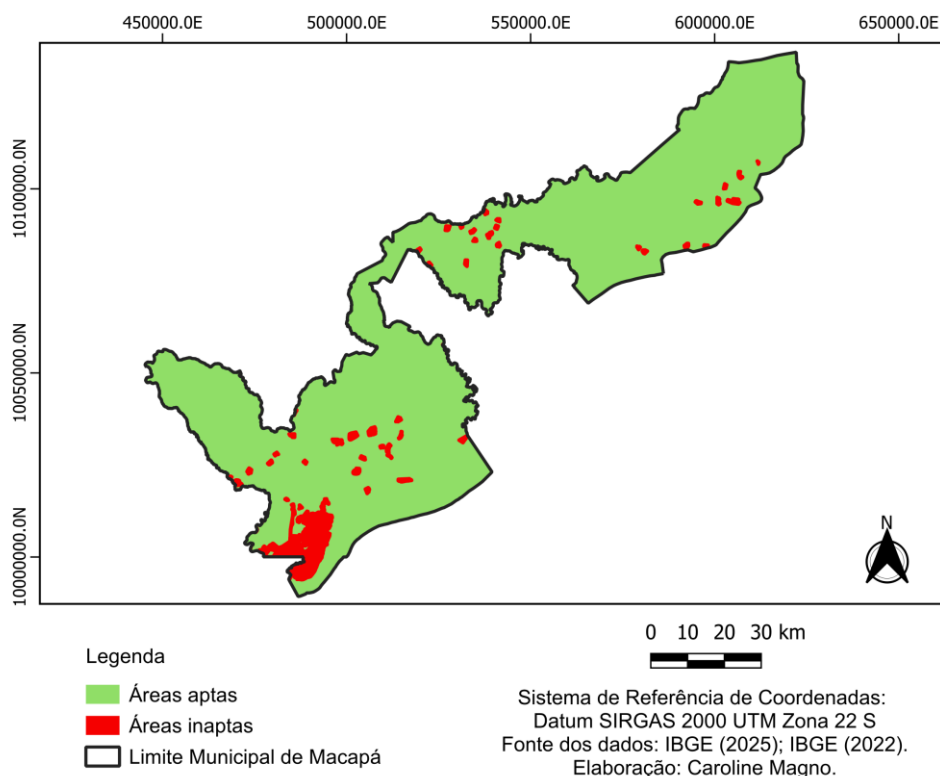 450000.0E 500000.0E 550000.0E 600000.0E 650000.0E
10100000.0N
10050000.0N
10000000.0N
N
0 10 20 30 km
Legenda
Áreas aptas
Áreas inaptas
Limite Municipal de Macapá
Sistema de Referência de Coordenadas:
Datum SIRGAS 2000 UTM Zona 22 S
Fonte dos dados: IBGE (2025); IBGE (2022).
Elaboração: Caroline Magno.